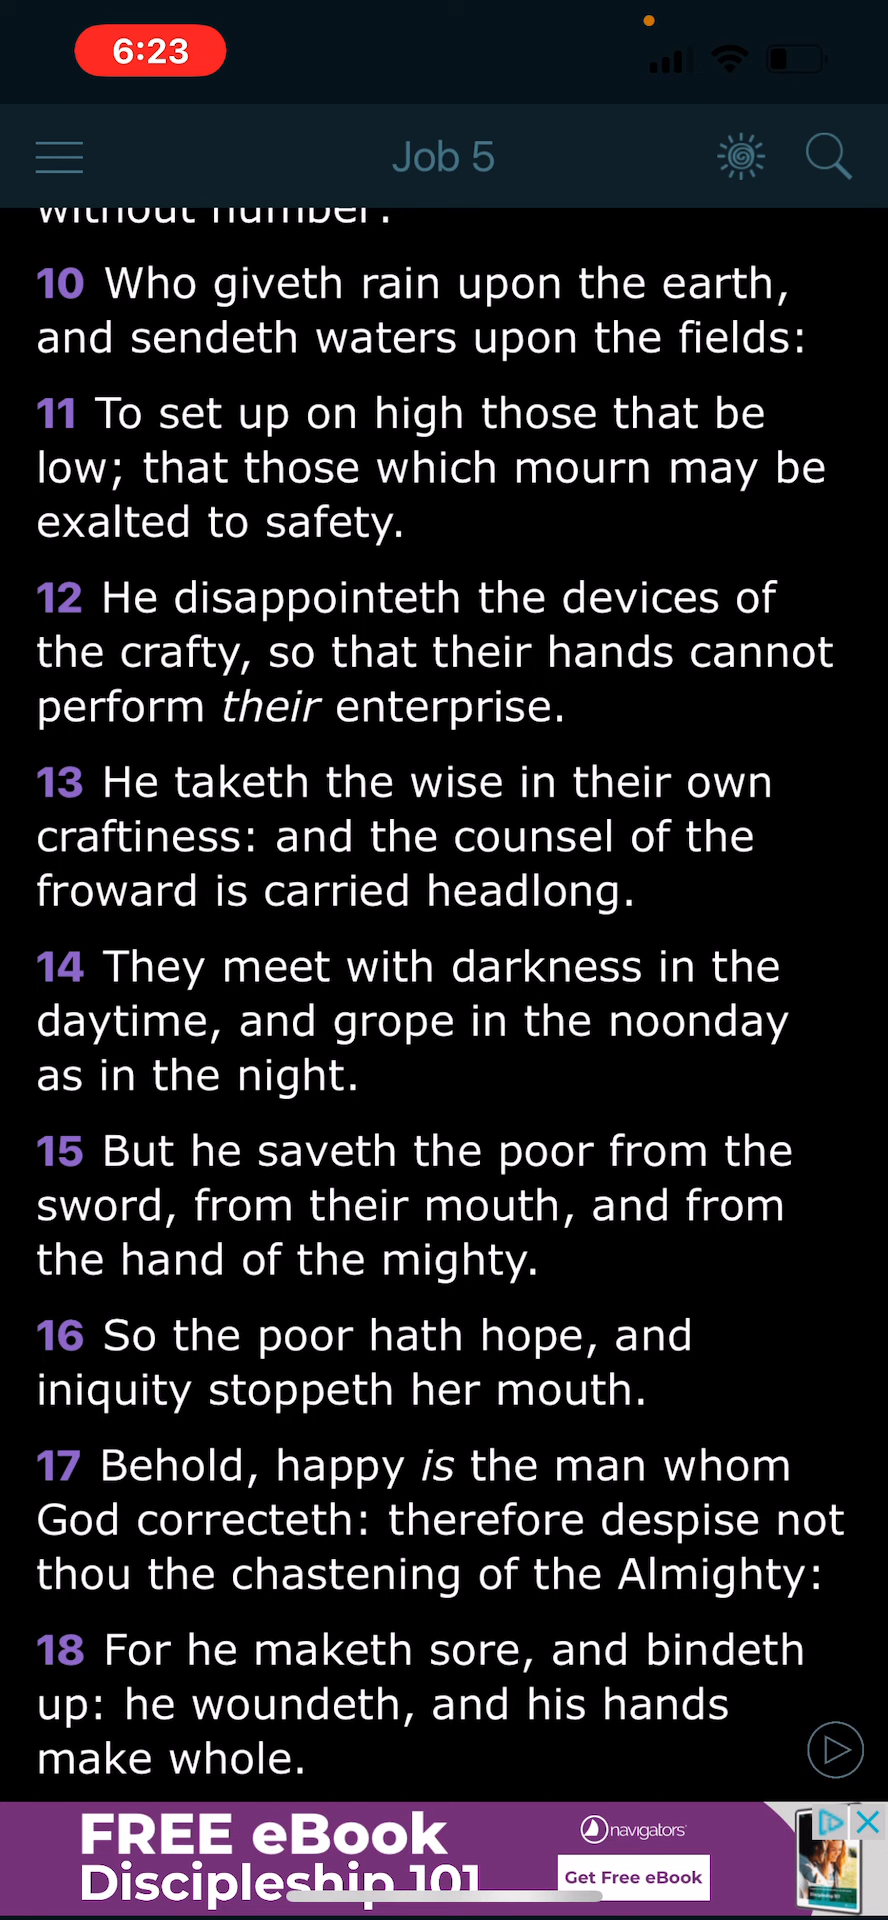 6:23
Job 5
without number:
10 Who giveth rain upon the earth,
and sendeth waters upon the fields:
11 To set up on high those that be
low; that those which mourn may be
exalted to safety.
12 He disappointeth the devices of
the crafty, so that their hands cannot
perform their enterprise.
13 He taketh the wise in their own
craftiness: and the counsel of the
froward is carried headlong.
14 They meet with darkness in the
daytime, and grope in the noonday
as in the night.
15 But he saveth the poor from the
sword, from their mouth, and from
the hand of the mighty.
16 So the poor hath hope, and
iniquity stoppeth her mouth.
17 Behold, happy is the man whom
God correcteth: therefore despise not
thou the chastening of the Almighty:
18 For he maketh sore, and bindeth
up: he woundeth, and his hands
make whole.
FREE eBook
Discipleship 101
navigators
Get Free eBook